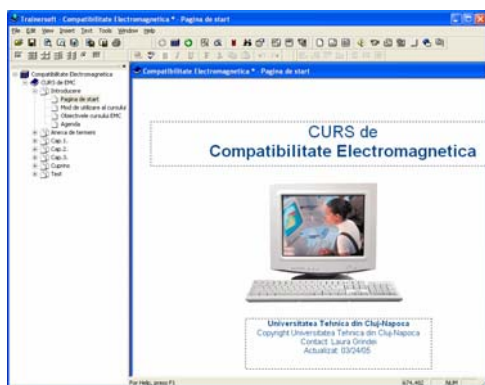 Trainersoft - Compatibilitate Electromagnetica * - Pagina de start
File Edit View Insert Text Tools Window Help
Compatibilitate Electromagnetica
CURS de EMC
Introducere
Pagina de start
Mod de utilizare al cursului
Obiectivele cursului EMC
Agenda
Anexa de termeni
Cap.1.
Cap.2.
Cap.3.
Cuprins
Test
Compatibilitate Electromagnetica * - Pagina de start
CURS de
Compatibilitate Electromagnetica
Universitatea Tehnica din Cluj-Napoca
Copyright Universitatea Tehnica din Cluj-Napoca
Contact: Laura Grindei
Actualizat: 03/24/05
For Help, press F1
NUM